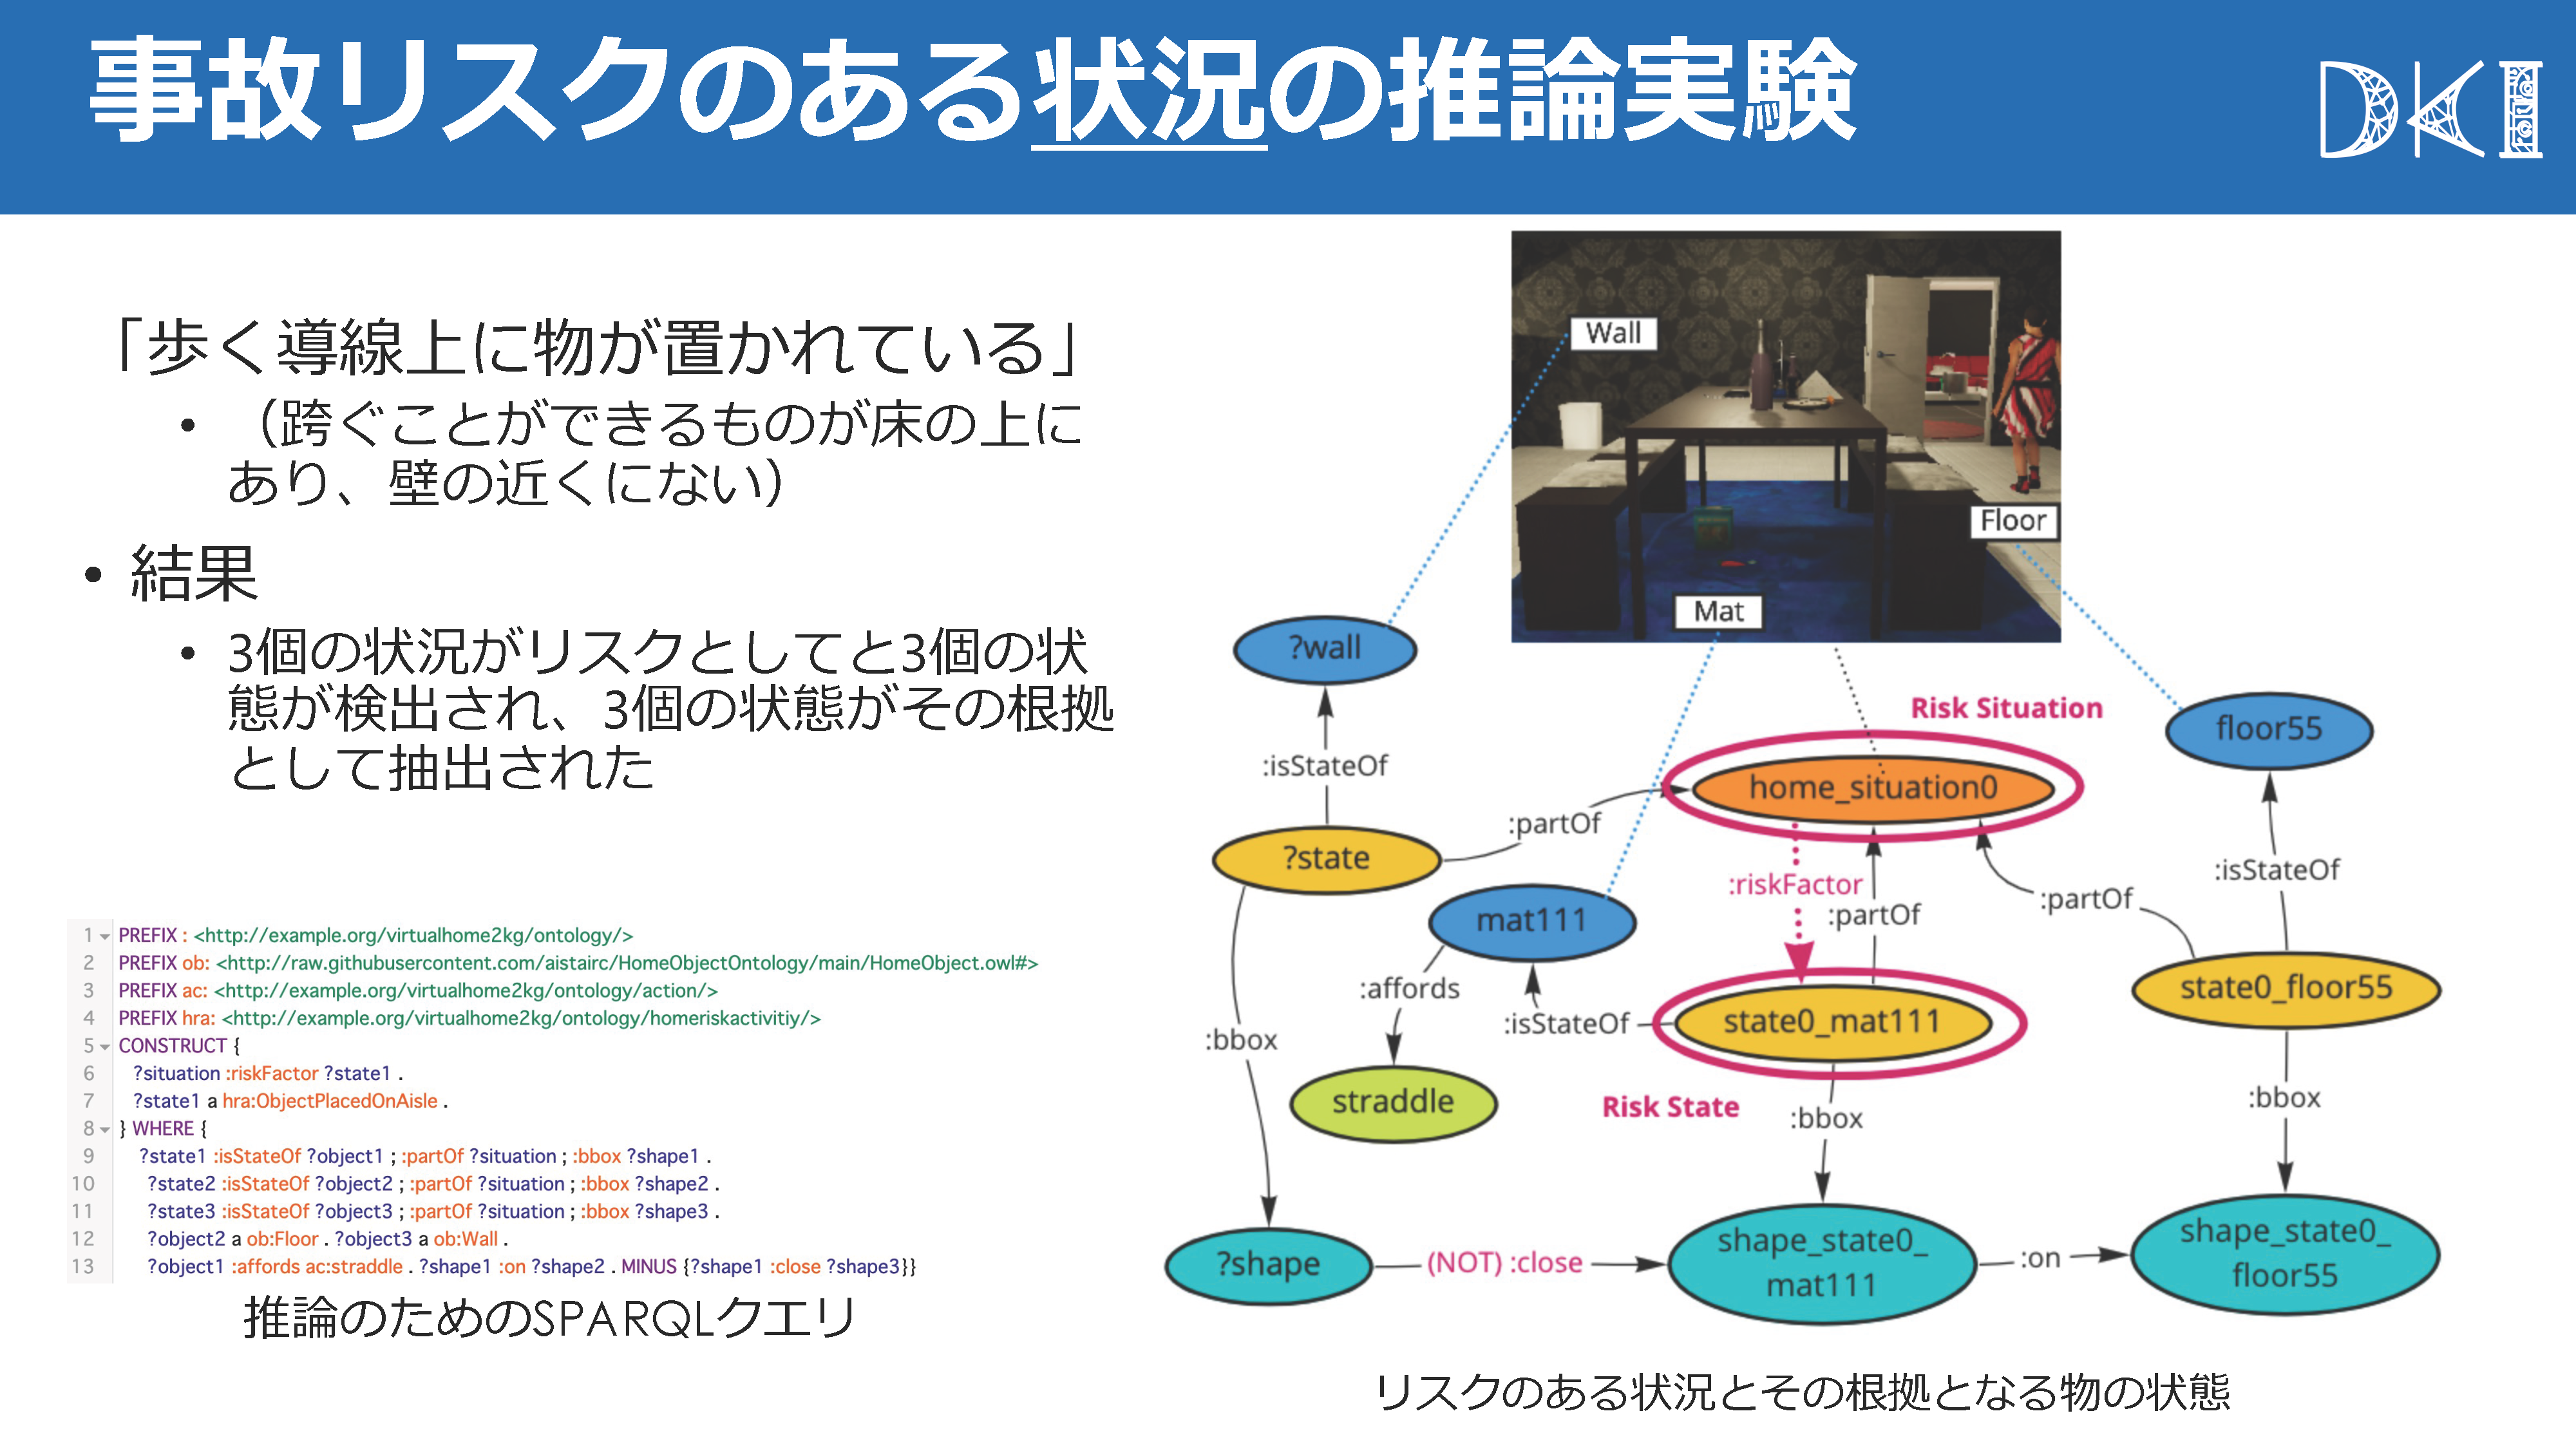 事故リスクのある状況の推論実験
DKI
「歩く導線上に物が置かれている」
• （跨ぐことができるものが床の上に
あり、壁の近くにない）
• 結果
• 3個の状況がリスクとしてと3個の状
態が検出され、3個の状態がその根拠
として抽出された
1 PREFIX : <http://example.org/virtualhome2kg/ontology/>
2 PREFIX ob: <http://raw.githubusercontent.com/aistairc/HomeObjectOntology/main/HomeObject.owl#>
3 PREFIX ac: <http://example.org/virtualhome2kg/ontology/action/>
4 PREFIX hra: <http://example.org/virtualhome2kg/ontology/homeriskactivitiy/>
5 CONSTRUCT {
6 ?situation :riskFactor ?state1 .
7 ?state1 a hra:ObjectPlacedOnAisle .
8 } WHERE {
9 ?state1 :isStateOf ?object1 ; :partOf ?situation ; :bbox ?shape1 .
10 ?state2 :isStateOf ?object2 ; :partOf ?situation ; :bbox ?shape2 .
11 ?state3 :isStateOf ?object3 ; :partOf ?situation ; :bbox ?shape3 .
12 ?object2 a ob:Floor . ?object3 a ob:Wall .
13 ?object1 :affords ac:straddle . ?shape1 :on ?shape2 . MINUS {?shape1 :close ?shape3}}
推論のためのSPARQLクエリ
Wall
Floor
Mat
?wall
Risk Situation
floor55
:isStateOf
home_situation0
:partOf
?state
:riskFactor
:isStateOf
:partOf
:partOf
mat111
:affords
:isStateOf
state0_mat111
state0_floor55
:bbox
straddle
Risk State
:bbox
:bbox
?shape
(NOT) :close
shape_state0_
mat111
:on
shape_state0_
floor55
リスクのある状況とその根拠となる物の状態